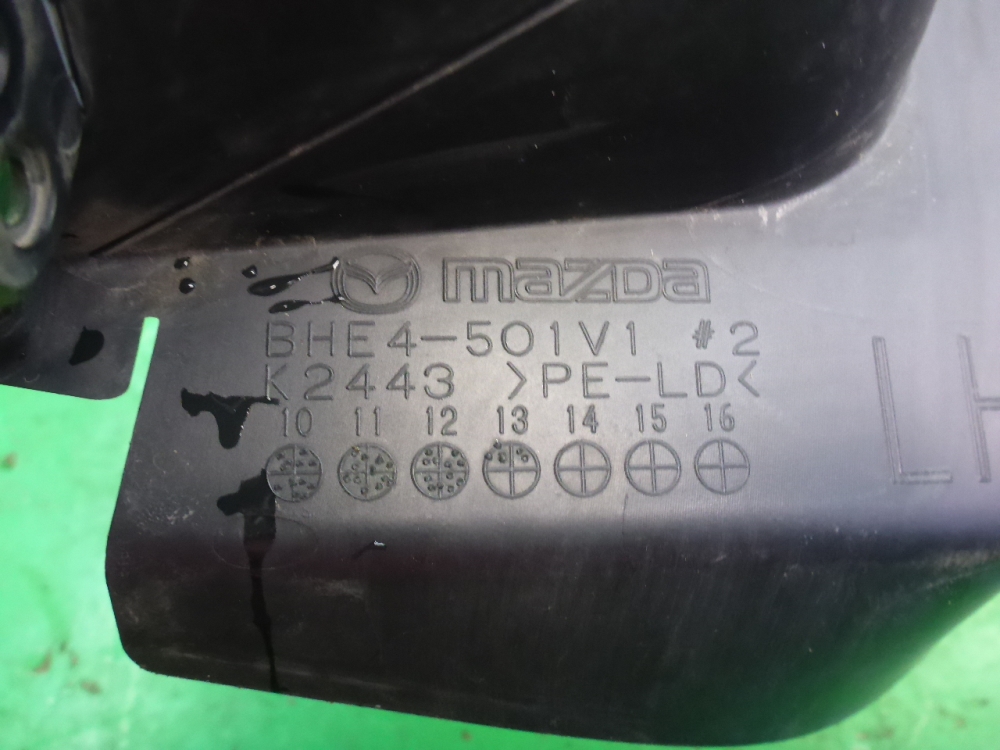 mazda
BHE4-501V1 #2
K2443 >PE-LD<
10 11 12 13 14 15 16
LH